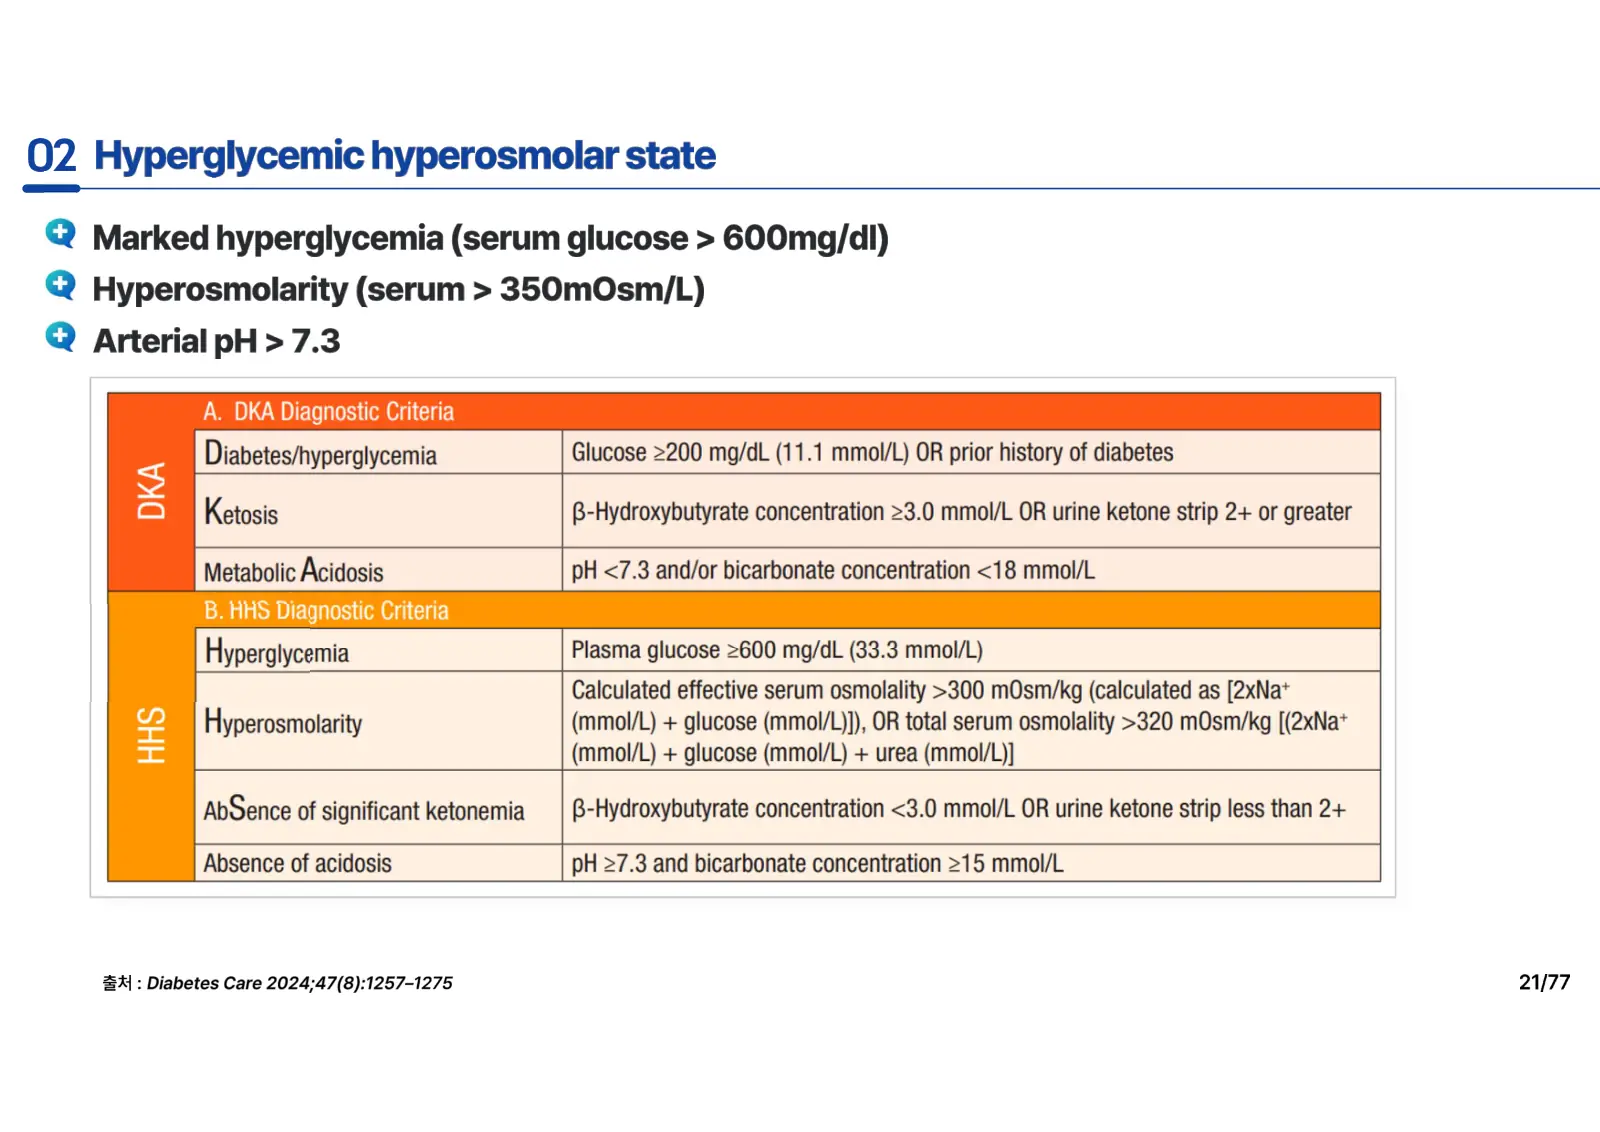 02 Hyperglycemic hyperosmolar state
Marked hyperglycemia (serum glucose > 600mg/dl)
Hyperosmolarity (serum > 350mOsm/L)
Arterial pH > 7.3
DKA
A. DKA Diagnostic Criteria
Diabetes/hyperglycemia
Glucose ≥200 mg/dL (11.1 mmol/L) OR prior history of diabetes
Ketosis
β-Hydroxybutyrate concentration ≥3.0 mmol/L OR urine ketone strip 2+ or greater
Metabolic Acidosis
pH <7.3 and/or bicarbonate concentration <18 mmol/L
HHS
B. HHS Diagnostic Criteria
Hyperglycemia
Plasma glucose ≥600 mg/dL (33.3 mmol/L)
Hyperosmolarity
Calculated effective serum osmolality >300 mOsm/kg (calculated as [2xNa⁺
(mmol/L) + glucose (mmol/L)]), OR total serum osmolality >320 mOsm/kg [(2xNa⁺
(mmol/L) + glucose (mmol/L) + urea (mmol/L)]
AbSence of significant ketonemia
β-Hydroxybutyrate concentration <3.0 mmol/L OR urine ketone strip less than 2+
Absence of acidosis
pH ≥7.3 and bicarbonate concentration ≥15 mmol/L
출처 : Diabetes Care 2024;47(8):1257–1275
21/77